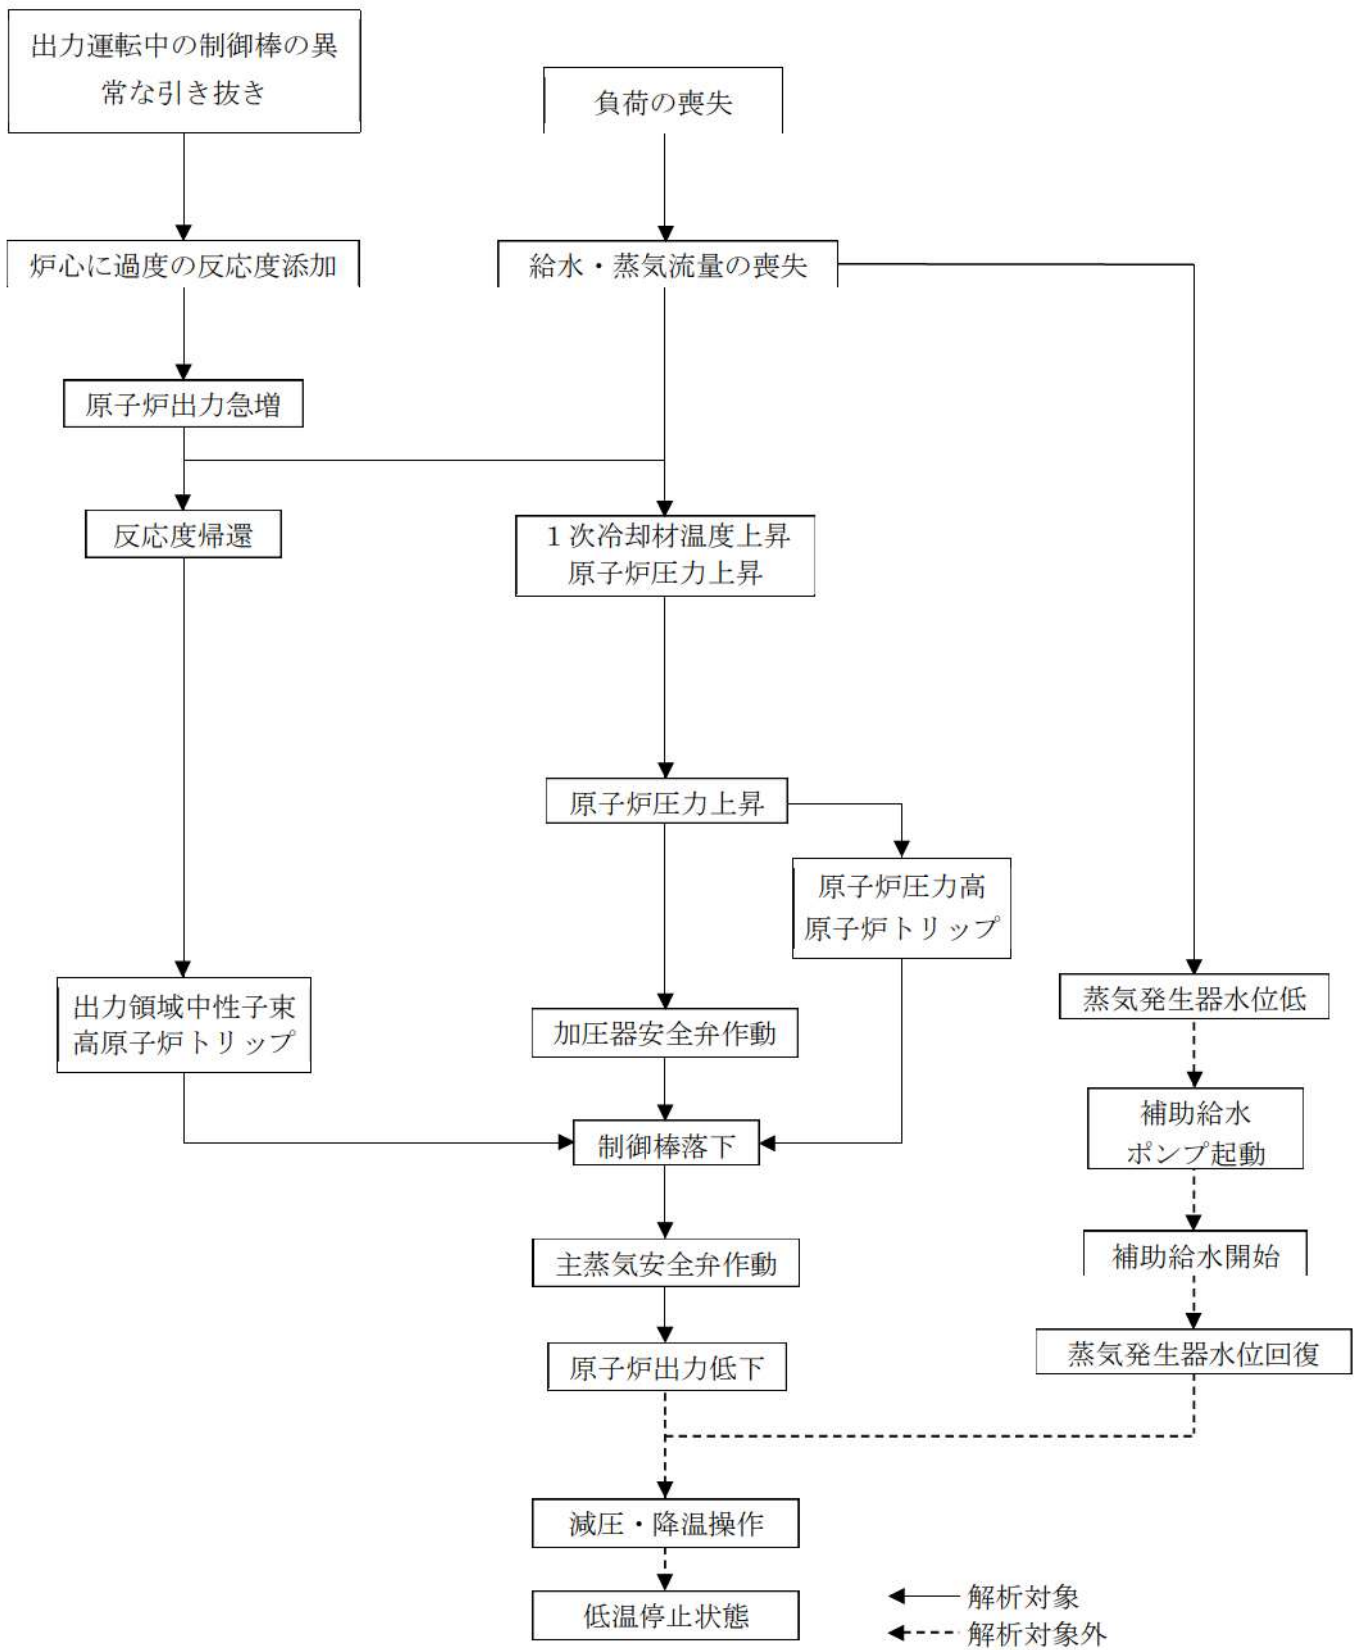 出力運転中の制御棒の異
常な引き抜き
負荷の喪失
炉心に過度の反応度添加
給水・蒸気流量の喪失
原子炉出力急増
反応度帰還
1次冷却材温度上昇
原子炉圧力上昇
原子炉圧力上昇
原子炉圧力高
原子炉トリップ
出力領域中性子束
高原子炉トリップ
加圧器安全弁作動
蒸気発生器水位低
制御棒落下
補助給水
ポンプ起動
主蒸気安全弁作動
補助給水開始
原子炉出力低下
蒸気発生器水位回復
減圧・降温操作
低温停止状態
解析対象
解析対象外